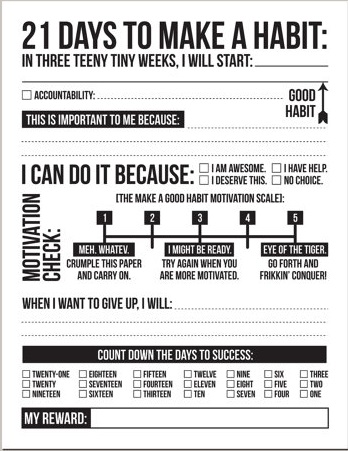 21 DAYS TO MAKE A HABIT:
IN THREE TEENY TINY WEEKS, I WILL START:
ACCOUNTABILITY:
GOOD
HABIT
THIS IS IMPORTANT TO ME BECAUSE:
I CAN DO IT BECAUSE:
I AM AWESOME. I HAVE HELP.
I DESERVE THIS. NO CHOICE.
MOTIVATION
CHECK:
[THE MAKE A GOOD HABIT MOTIVATION SCALE]:
1 2 3 4 5
MEH. WHATEV. I MIGHT BE READY. EYE OF THE TIGER.
CRUMPLE THIS PAPER TRY AGAIN WHEN YOU GO FORTH AND
AND CARRY ON. ARE MORE MOTIVATED. FRIKKIN' CONQUER!
WHEN I WANT TO GIVE UP, I WILL:
COUNT DOWN THE DAYS TO SUCCESS:
TWENTY-ONE EIGHTEEN FIFTEEN TWELVE NINE SIX THREE
TWENTY SEVENTEEN FOURTEEN ELEVEN EIGHT FIVE TWO
NINETEEN SIXTEEN THIRTEEN TEN SEVEN FOUR ONE
MY REWARD: